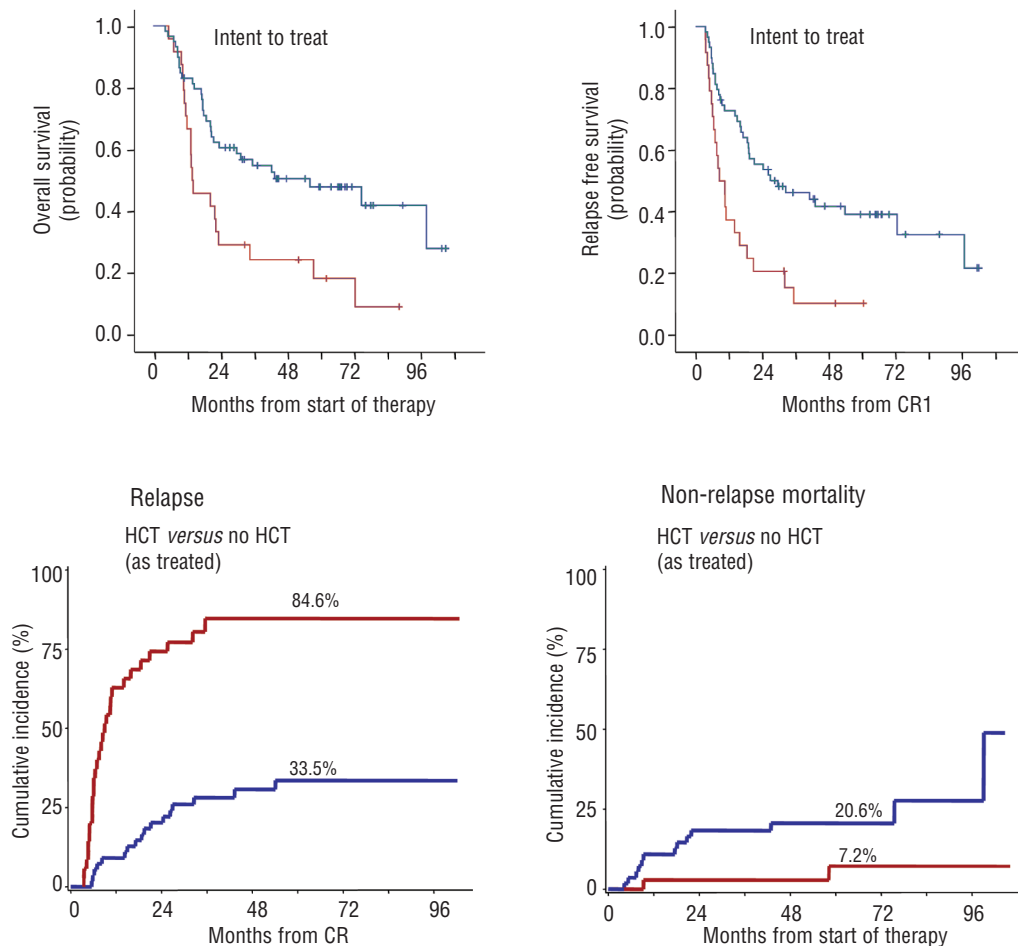 Intent to treat
Overall survival
(probability)
1.0
0.8
0.6
0.4
0.2
0.0
0 24 48 72 96
Months from start of therapy
Intent to treat
Relapse free survival
(probability)
1.0
0.8
0.6
0.4
0.2
0.0
0 24 48 72 96
Months from CR1
Relapse
HCT versus no HCT
(as treated)
Cumulative incidence (%)
100
75
50
25
0
84.6%
33.5%
0 24 48 72 96
Months from CR
Non-relapse mortality
HCT versus no HCT
(as treated)
Cumulative incidence (%)
100
75
50
25
0
20.6%
7.2%
0 24 48 72 96
Months from start of therapy